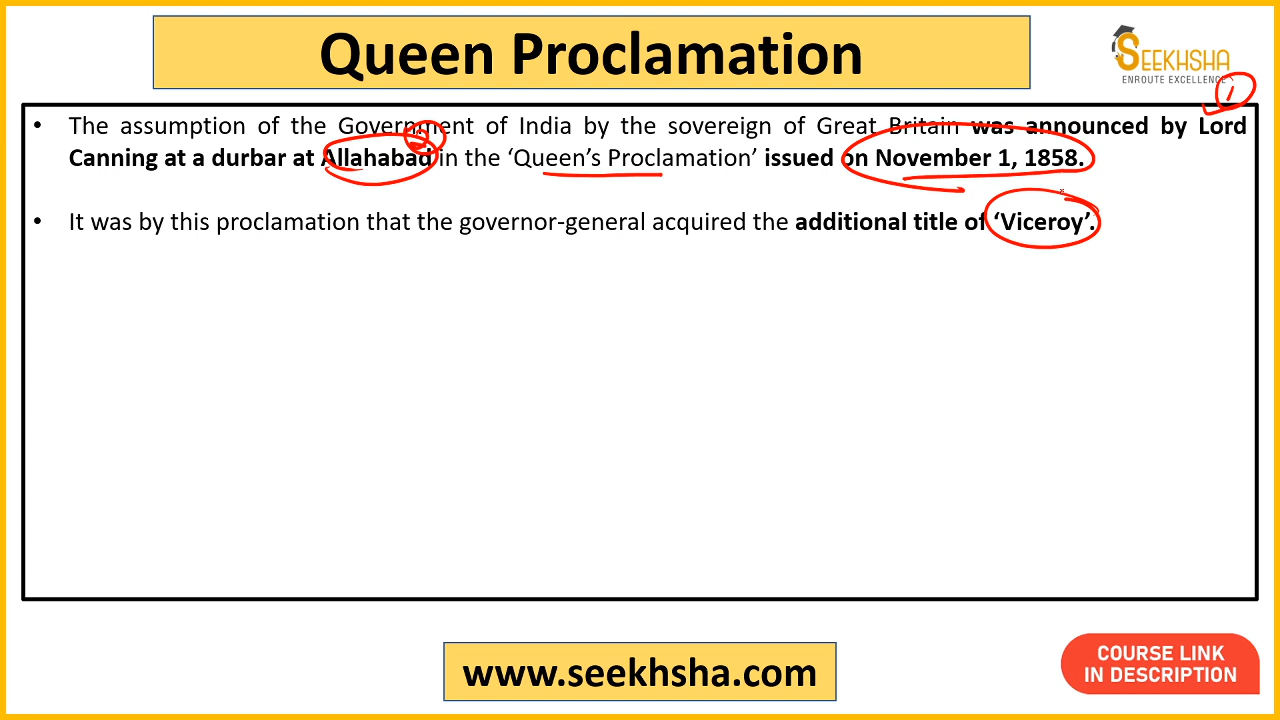 Queen Proclamation
SEEKHSHA
ENROUTE EXCELLENCE
1
• The assumption of the Government of India by the sovereign of Great Britain was announced by Lord
2
Canning at a durbar at Allahabad in the ‘Queen’s Proclamation’ issued on November 1, 1858.
• It was by this proclamation that the governor-general acquired the additional title of ‘Viceroy’.
www.seekhsha.com
COURSE LINK
IN DESCRIPTION